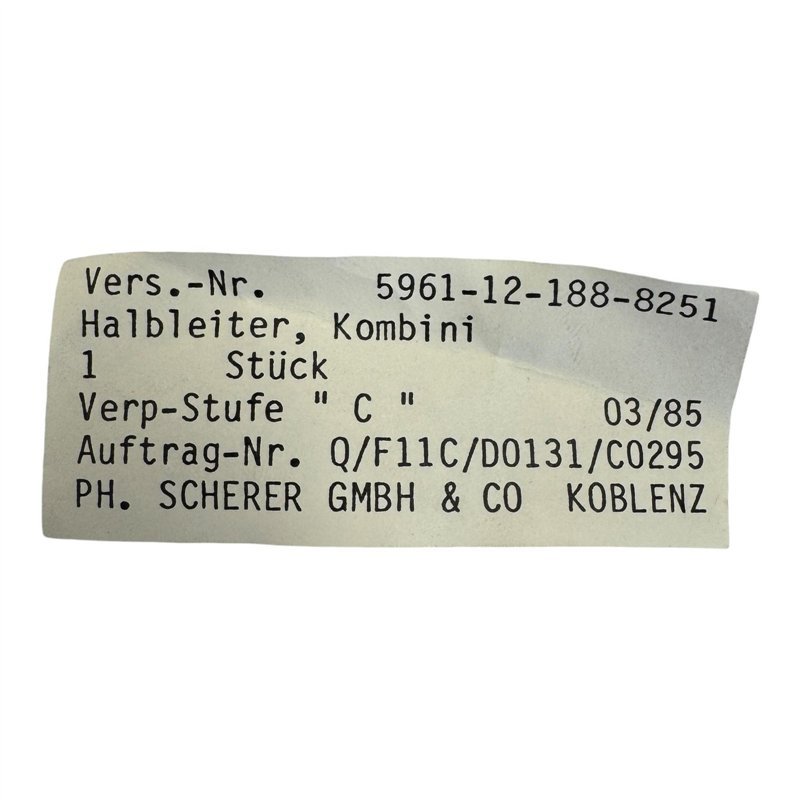 Vers.-Nr. 5961-12-188-8251
Halbleiter, Kombini
1 Stück
Verp-Stufe " C " 03/85
Auftrag-Nr. Q/F11C/D0131/C0295
PH. SCHERER GMBH & CO KOBLENZ